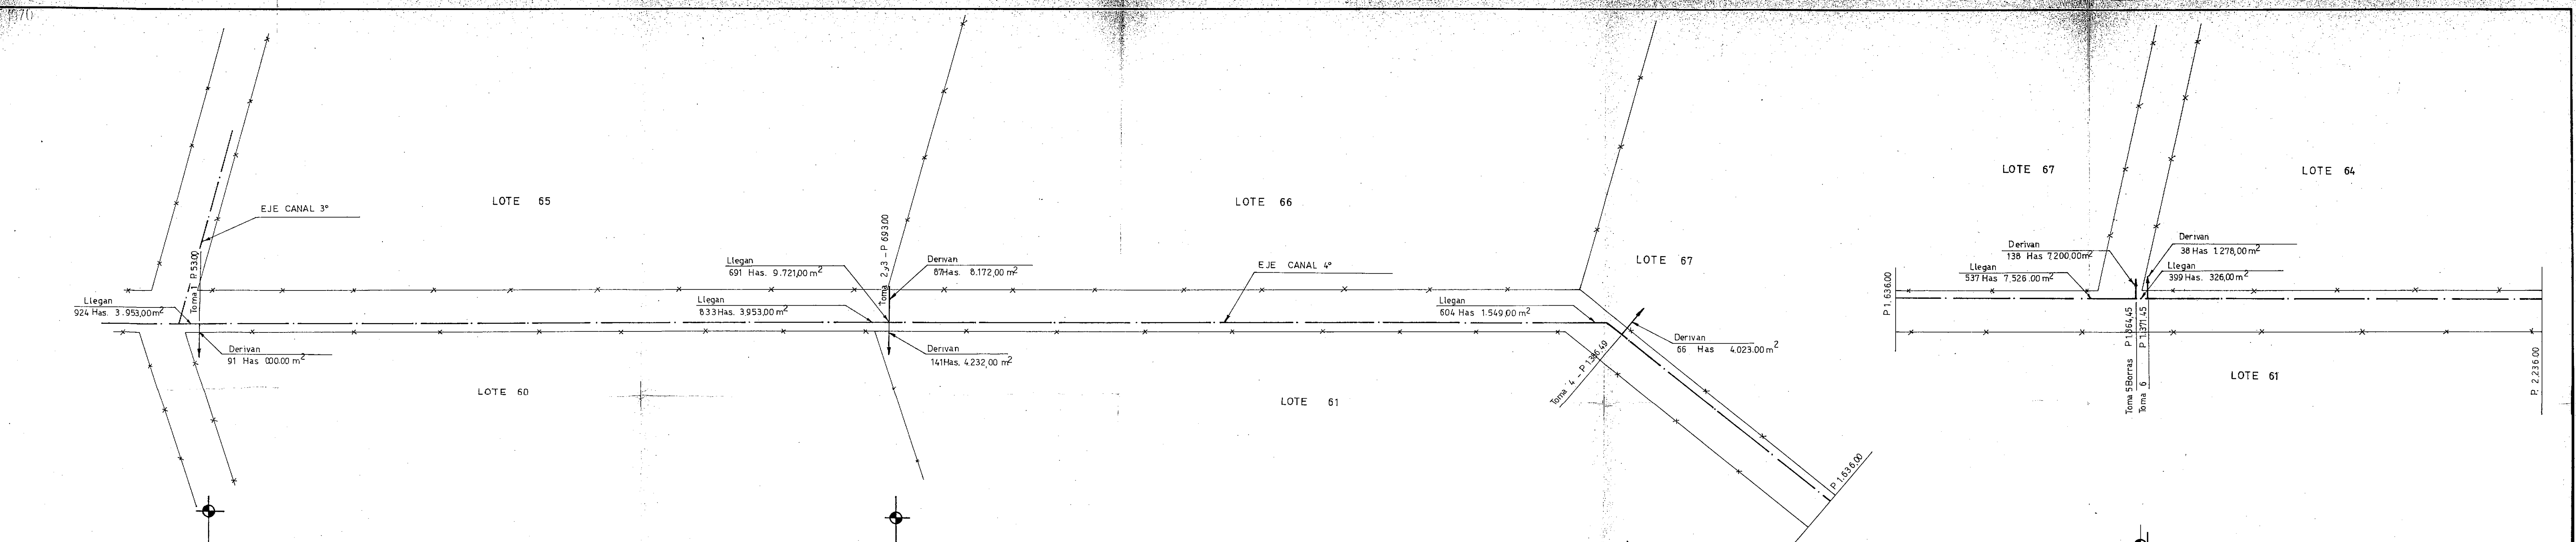 EJE CANAL 3°
LOTE 65
Toma 1 P. 53.00
Llegan
924 Has. 3.953,00 m²
Derivan
91 Has 000.00 m²
LOTE 60
Llegan
691 Has. 9.721,00 m²
Toma 2 y 3 - P 693.00
Derivan
87Has. 8.172,00 m²
Llegan
833 Has. 3,953,00 m²
Derivan
141Has. 4.232,00 m²
LOTE 66
EJE CANAL 4°
LOTE 61
Llegan
604 Has 1.549,00 m²
LOTE 67
Derivan
66 Has 4.023.00 m²
P 1.636.00
P 1.636.00
LOTE 67
LOTE 64
Derivan
138 Has 7.200,00 m²
Llegan
537 Has 7,526.00 m²
Derivan
38 Has 1.278,00 m²
Llegan
399 Has. 326,00 m²
Toma 5 Borras P 1.864,45
Toma 6 P 1.371.45
LOTE 61
P. 2.236.00